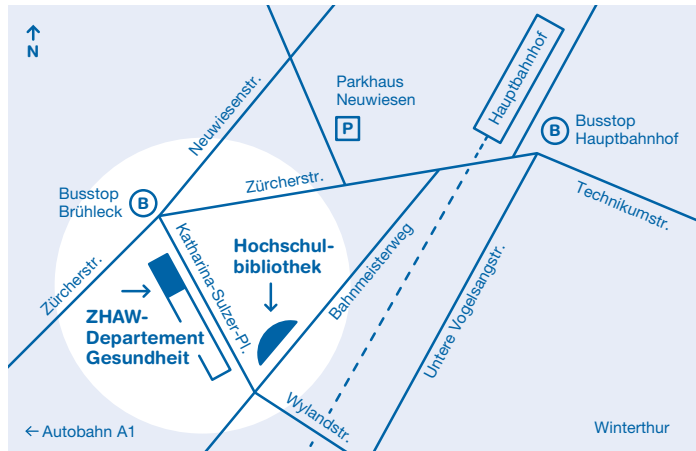 N
Neuwiesenstr.
Parkhaus
Neuwiesen
P
Hauptbahnhof
B
Busstop
Hauptbahnhof
Busstop
Brühleck
B
Zürcherstr.
Technikumstr.
Zürcherstr.
Katharina-Sulzer-Pl.
Hochschul-
bibliothek
Bahnmeisterweg
Untere Vogelsangstr.
ZHAW-
Departement
Gesundheit
Wylandstr.
← Autobahn A1
Winterthur